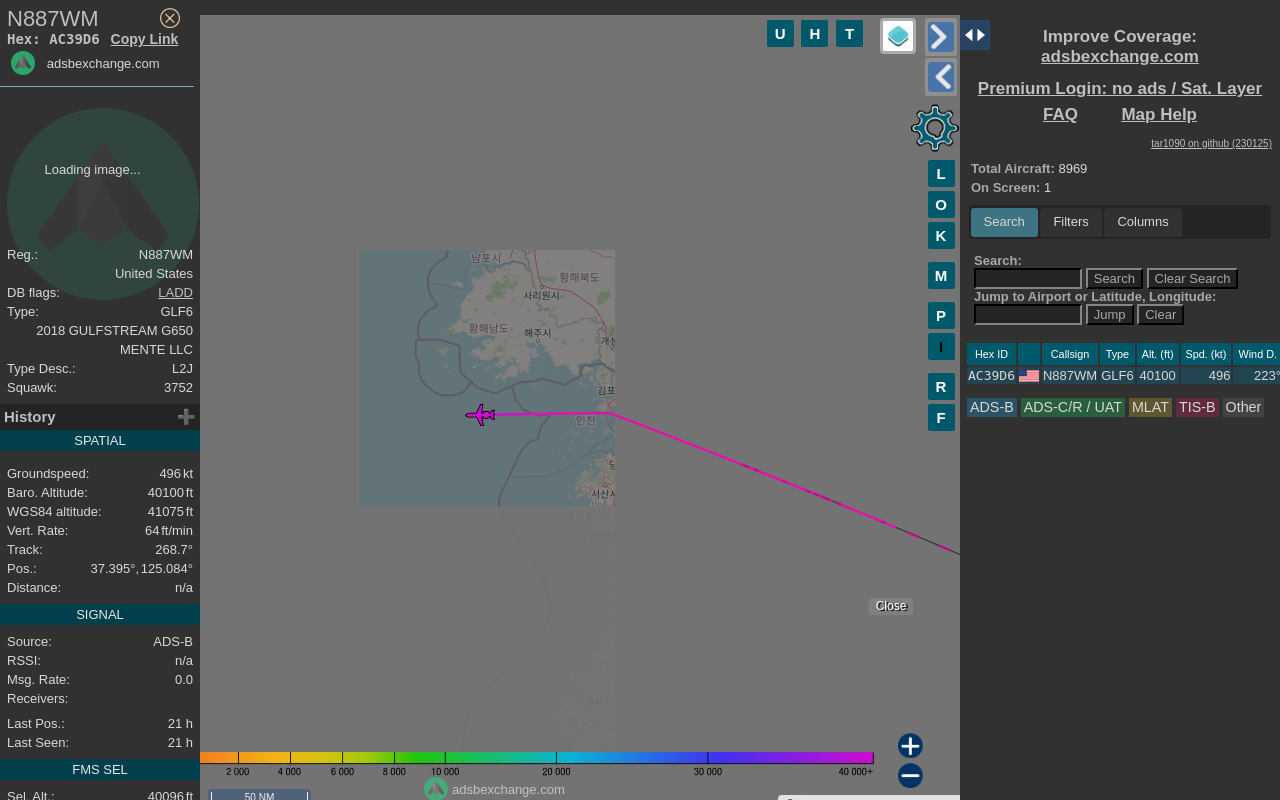 N887WM
Hex: AC39D6 Copy Link
adsbexchange.com
Loading image...
Reg.: N887WM
United States
DB flags: LADD
Type: GLF6
2018 GULFSTREAM G650
MENTE LLC
Type Desc.: L2J
Squawk: 3752
History
SPATIAL
Groundspeed: 496 kt
Baro. Altitude: 40100 ft
WGS84 altitude: 41075 ft
Vert. Rate: 64 ft/min
Track: 268.7°
Pos.: 37.395°, 125.084°
Distance: n/a
SIGNAL
Source: ADS-B
RSSI: n/a
Msg. Rate: 0.0
Receivers:
Last Pos.: 21 h
Last Seen: 21 h
FMS SEL
Sel. Alt.: 40096 ft
U H T
L
O
K
M
P
I
R
F
남포시
황해북도
사리원시
황해남도
해주시
인천
서산시
Close
2 000 4 000 6 000 8 000 10 000 20 000 30 000 40 000+
adsbexchange.com
50 NM
Improve Coverage:
adsbexchange.com
Premium Login: no ads / Sat. Layer
FAQ Map Help
tar1090 on github (230125)
Total Aircraft: 8969
On Screen: 1
Search Filters Columns
Search:
Search Clear Search
Jump to Airport or Latitude, Longitude:
Jump Clear
Hex ID Callsign Type Alt. (ft) Spd. (kt) Wind D.
AC39D6 N887WM GLF6 40100 496 223°
ADS-B ADS-C/R / UAT MLAT TIS-B Other